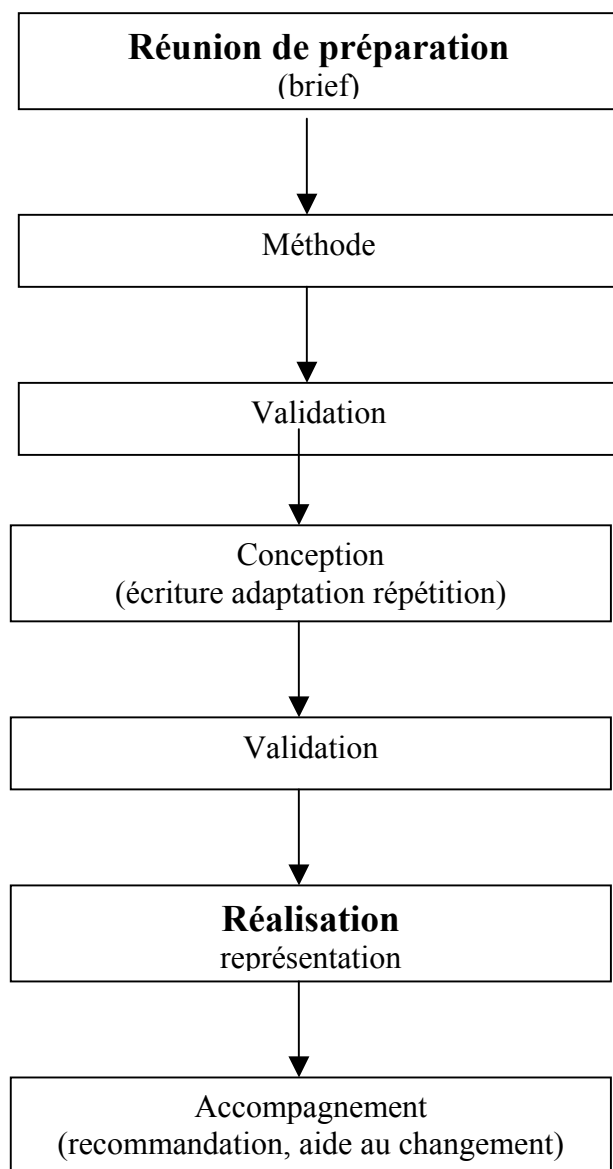 Réunion de préparation
(brief)
Méthode
Validation
Conception
(écriture adaptation répétition)
Validation
Réalisation
représentation
Accompagnement
(recommandation, aide au changement)